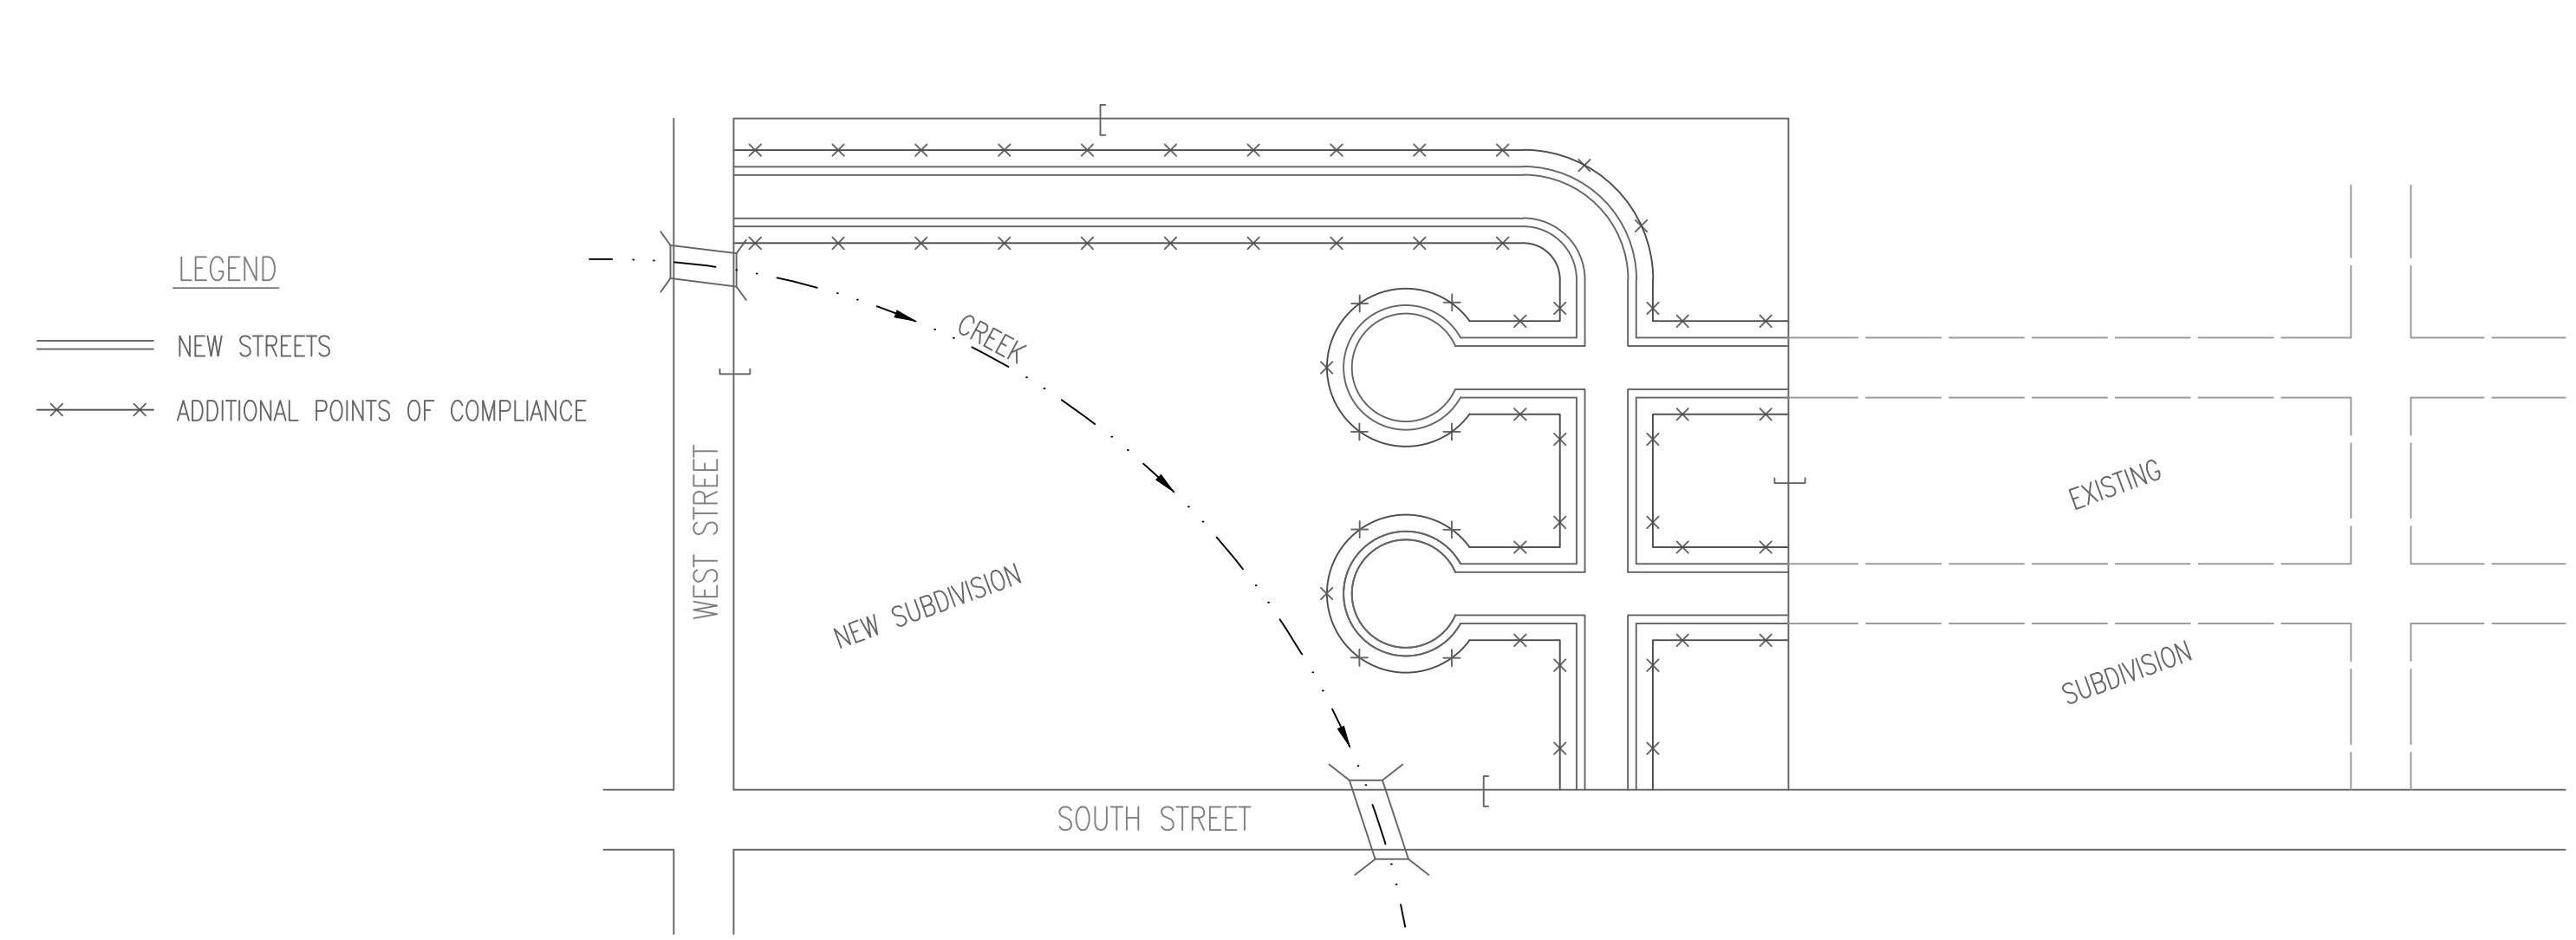 LEGEND
NEW STREETS
ADDITIONAL POINTS OF COMPLIANCE
CREEK
WEST STREET
NEW SUBDIVISION
EXISTING
SUBDIVISION
SOUTH STREET